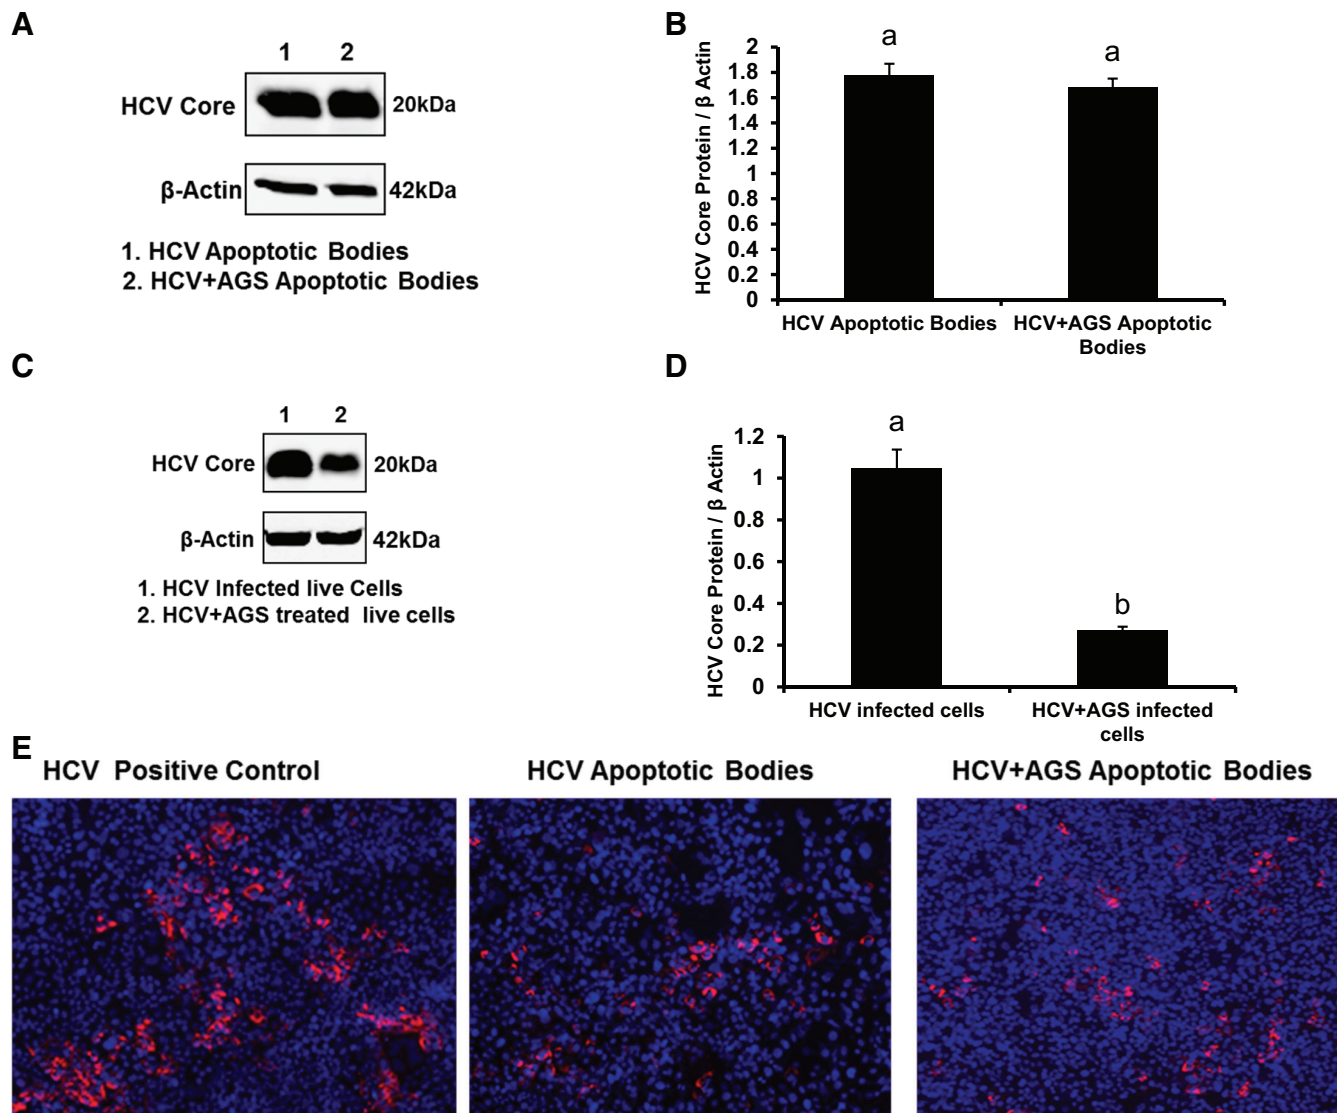 A
1 2
HCV Core
20kDa
β-Actin
42kDa
1. HCV Apoptotic Bodies
2. HCV+AGS Apoptotic Bodies
B
HCV Core Protein / β Actin
2
1.8
1.6
1.4
1.2
1
0.8
0.6
0.4
0.2
0
a
a
HCV Apoptotic Bodies
HCV+AGS Apoptotic
Bodies
C
1 2
HCV Core
20kDa
β-Actin
42kDa
1. HCV Infected live Cells
2. HCV+AGS treated live cells
D
HCV Core Protein / β Actin
1.2
1
0.8
0.6
0.4
0.2
0
a
b
HCV infected cells
HCV+AGS infected
cells
E
HCV Positive Control
HCV Apoptotic Bodies
HCV+AGS Apoptotic Bodies